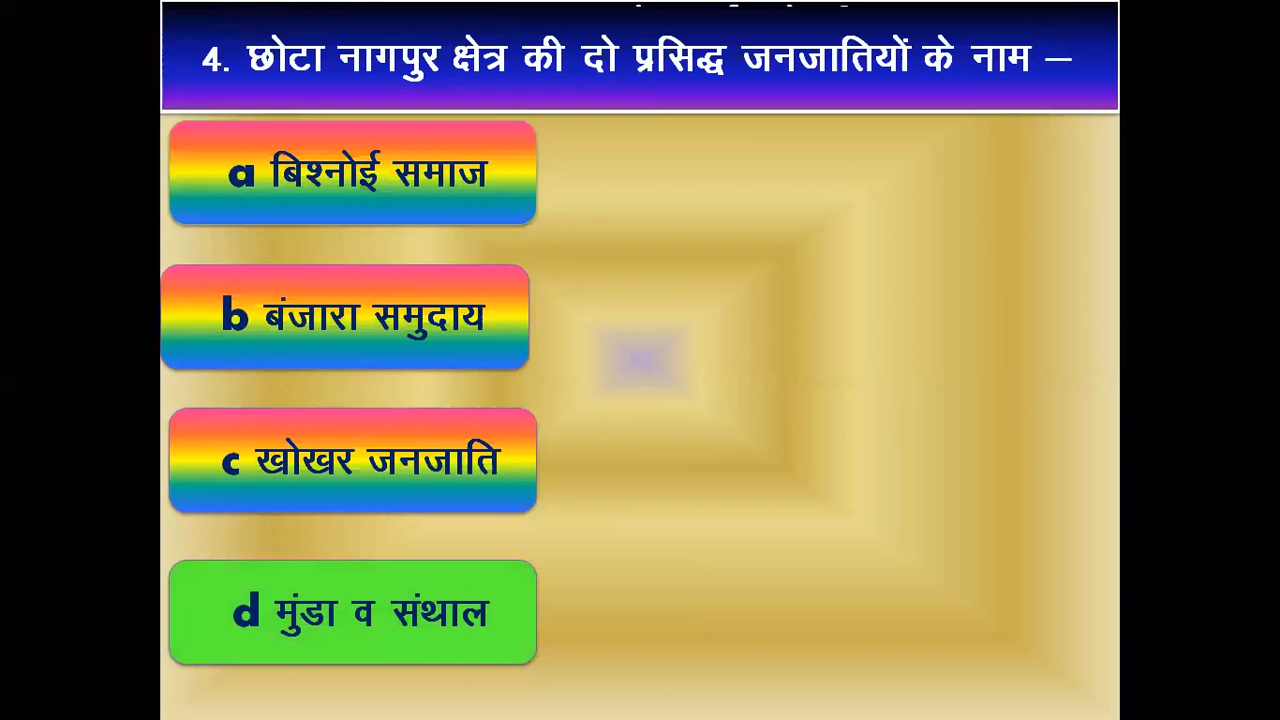 4. छोटा नागपुर क्षेत्र की दो प्रसिद्ध जनजातियों के नाम –
a बिश्नोई समाज
b बंजारा समुदाय
c खोखर जनजाति
d मुंडा व संथाल